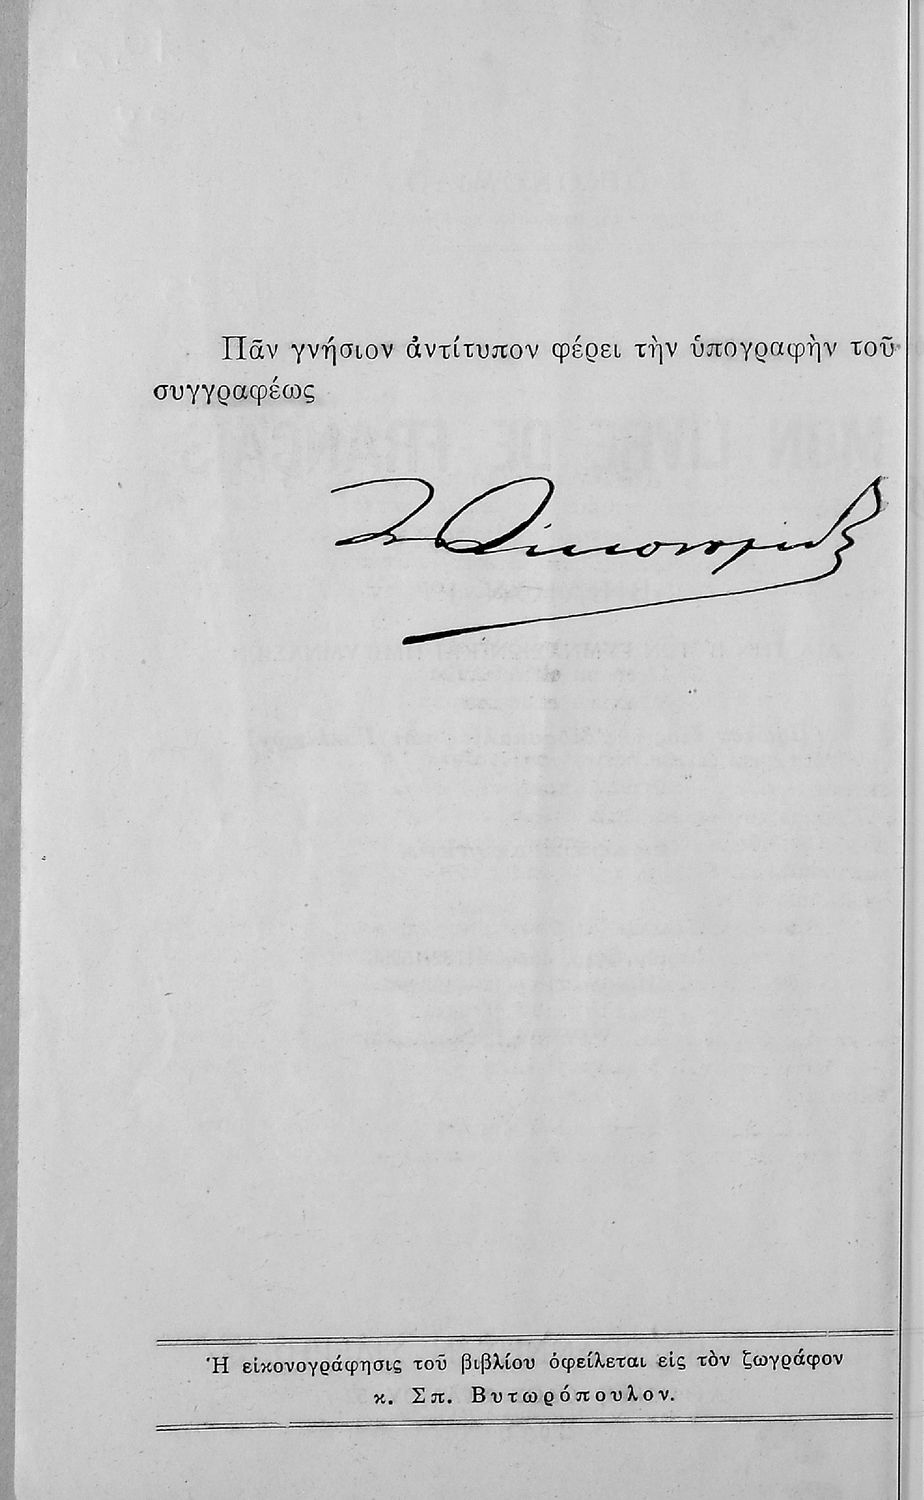 Πᾶν γνήσιον ἀντίτυπον φέρει τὴν ὑπογραφὴν τοῦ
συγγραφέως
Ἡ εἰκονογράφησις τοῦ βιβλίου ὀφείλεται εἰς τὸν ζωγράφον
κ. Σπ. Βυτωρόπουλον.